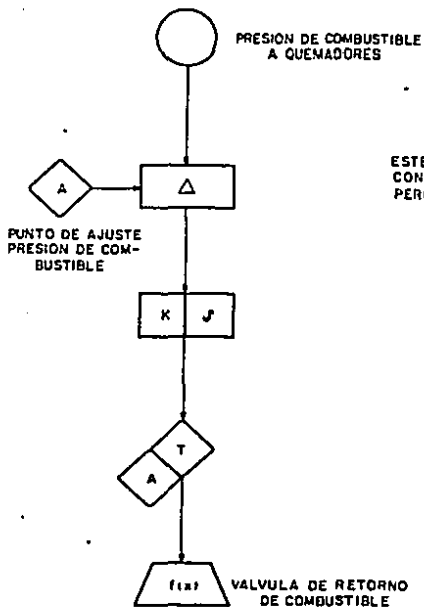 PRESION DE COMBUSTIBLE
A QUEMADORES
ESTE
CON
PER
A
Δ
PUNTO DE AJUSTE
PRESION DE COM-
BUSTIBLE
K ∫
T
A
f(x)
VALVULA DE RETORNO
DE COMBUSTIBLE